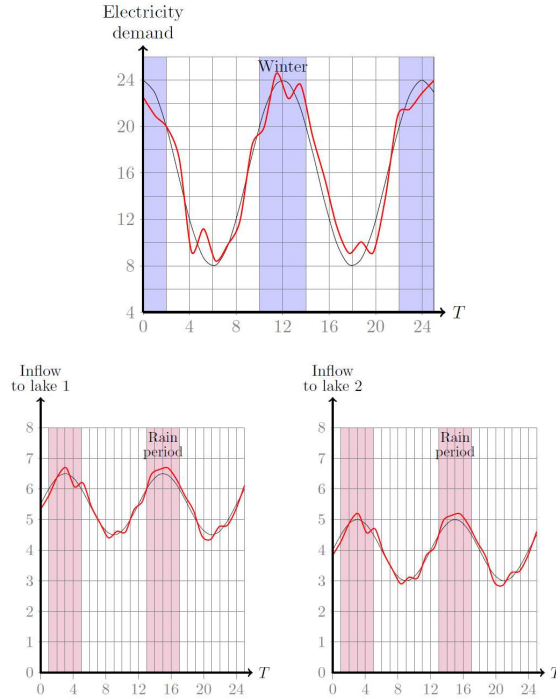 Electricity
demand
Winter
24
20
16
12
8
4
0 4 8 12 16 20 24 T
Inflow
to lake 1
Rain
period
8
7
6
5
4
3
2
1
0
0 4 8 12 16 20 24 T
Inflow
to lake 2
Rain
period
8
7
6
5
4
3
2
1
0
0 4 8 12 16 20 24 T